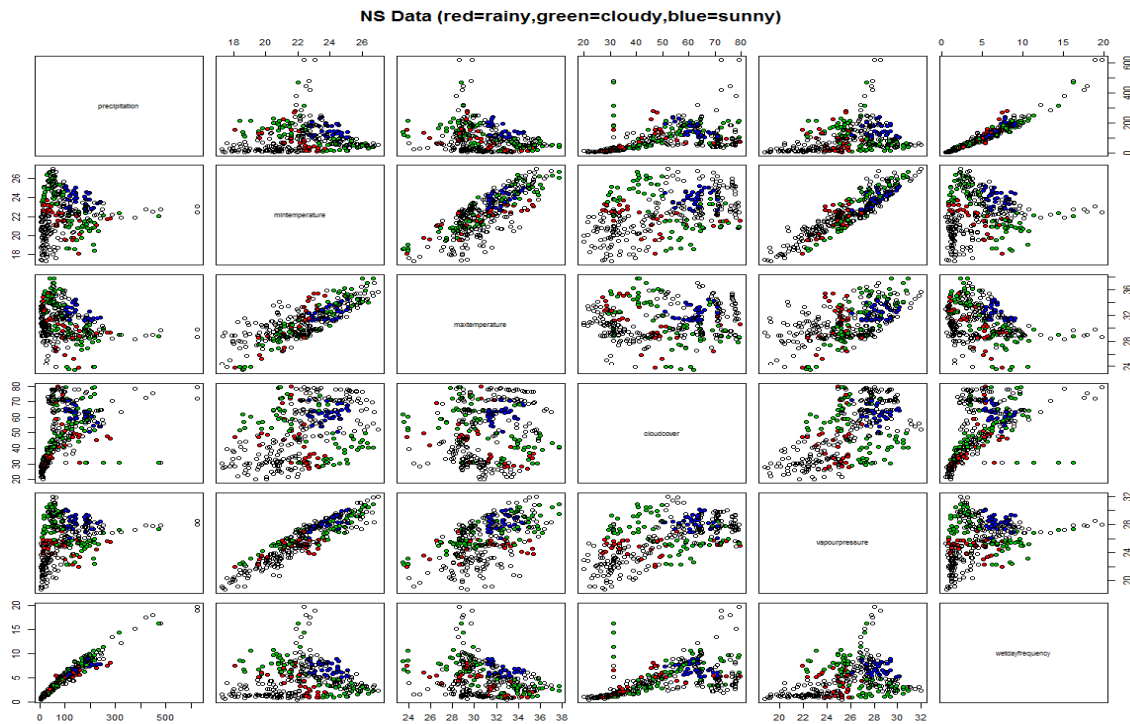 NS Data (red=rainy,green=cloudy,blue=sunny)
18 20 22 24 26
20 30 40 50 60 70 80
0 5 10 15 20
precipitation
0 200 400 600
18 20 22 24 26
mintemperature
maxtemperature
24 28 32 36
20 30 40 50 60 70 80
cloudcover
vapourpressure
20 24 28 32
0 5 10 15 20
wetdayfrequency
0 100 300 500
24 26 28 30 32 34 36 38
20 22 24 26 28 30 32